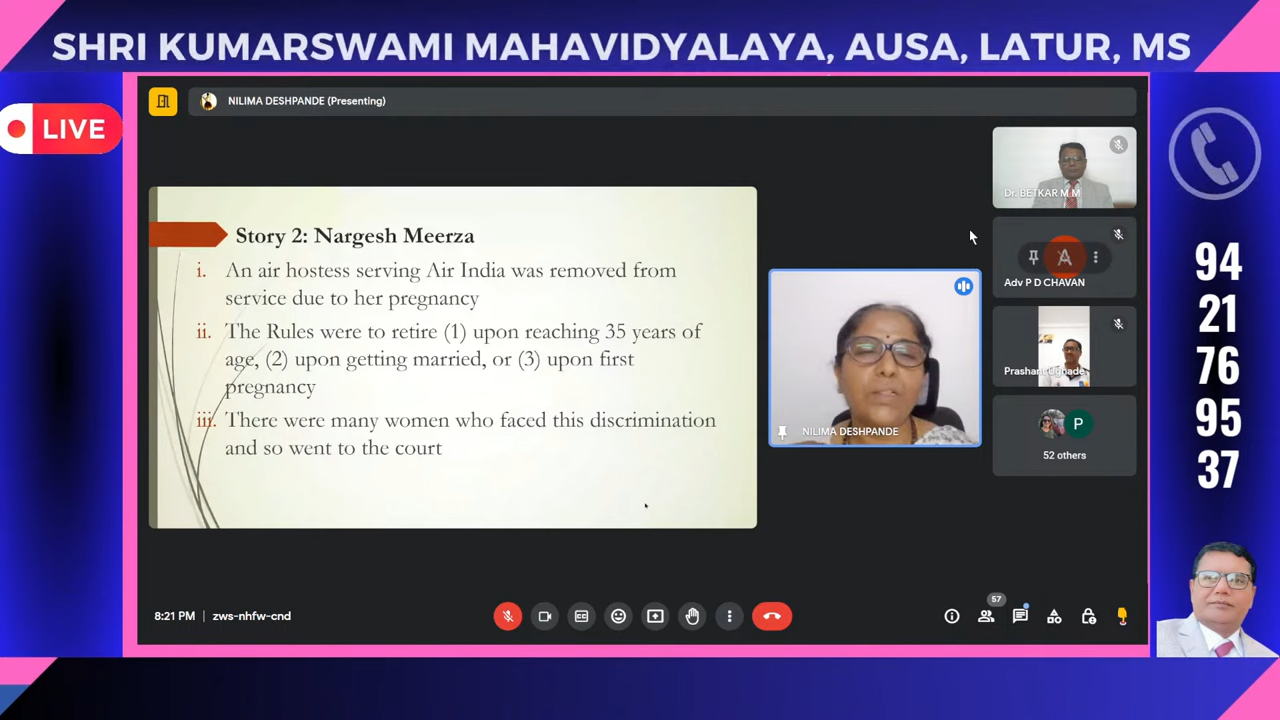 SHRI KUMARSWAMI MAHAVIDYALAYA, AUSA, LATUR, MS
LIVE
NILIMA DESHPANDE (Presenting)
Story 2: Nargesh Meerza
i. An air hostess serving Air India was removed from
service due to her pregnancy
ii. The Rules were to retire (1) upon reaching 35 years of
age, (2) upon getting married, or (3) upon first
pregnancy
iii. There were many women who faced this discrimination
and so went to the court
NILIMA DESHPANDE
Dr. BETKAR M M
A
Adv P D CHAVAN
Prashant
P
52 others
94
21
76
95
37
8:21 PM | zws-nhfw-cnd
57